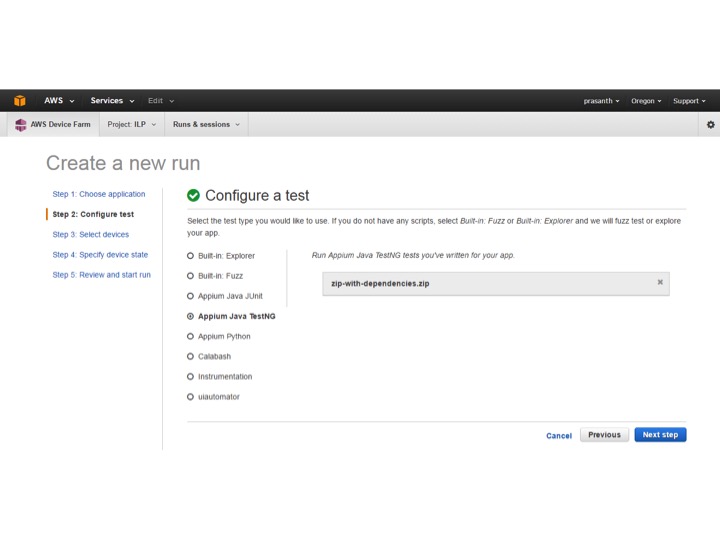 AWS Services Edit prasanth Oregon Support
AWS Device Farm Project: ILP Runs & sessions
Create a new run
Step 1: Choose application
Step 2: Configure test
Step 3: Select devices
Step 4: Specify device state
Step 5: Review and start run
Configure a test
Select the test type you would like to use. If you do not have any scripts, select Built-in: Fuzz or Built-in: Explorer and we will fuzz test or explore
your app.
Built-in: Explorer
Built-in: Fuzz
Appium Java JUnit
Appium Java TestNG
Appium Python
Calabash
Instrumentation
uiautomator
Run Appium Java TestNG tests you've written for your app.
zip-with-dependencies.zip
Cancel Previous Next step